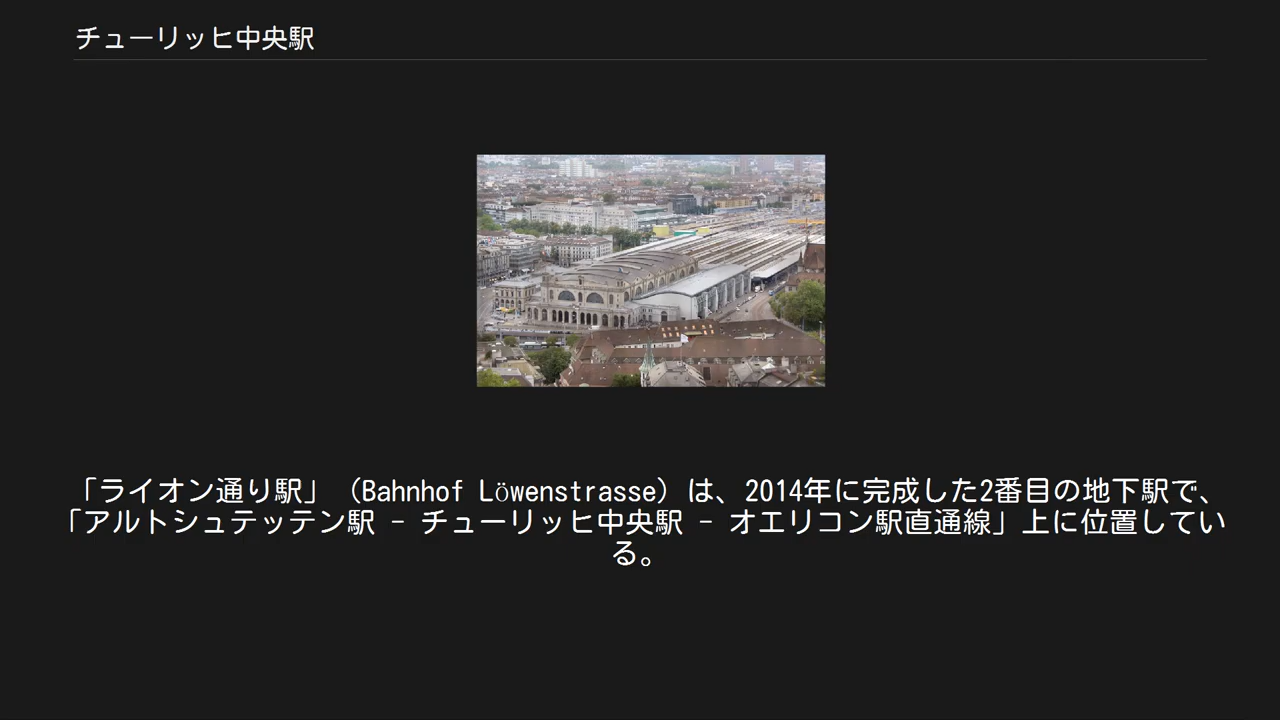 チューリッヒ中央駅
「ライオン通り駅」（Bahnhof Löwenstrasse）は、2014年に完成した2番目の地下駅で、
「アルトシュテッテン駅 - チューリッヒ中央駅 - オエリコン駅直通線」上に位置してい
る。